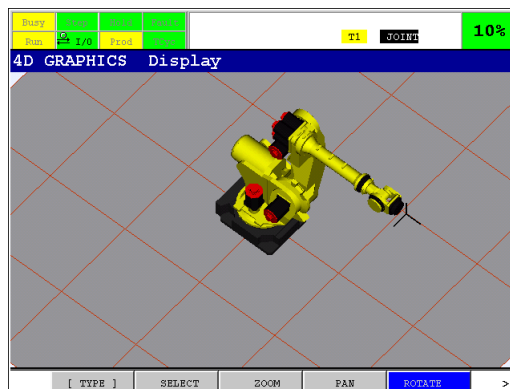 Busy Step Hold Fault
Run I/O Prod TCyc
T1 JOINT 10%
4D GRAPHICS Display
[ TYPE ] SELECT ZOOM PAN ROTATE >